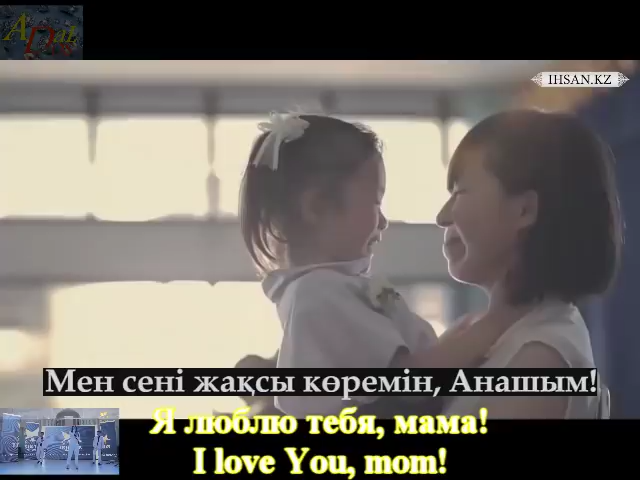 IHSAN.KZ
Мен сені жақсы көремін, Анашым!
Я люблю тебя, мама!
I love You, mom!